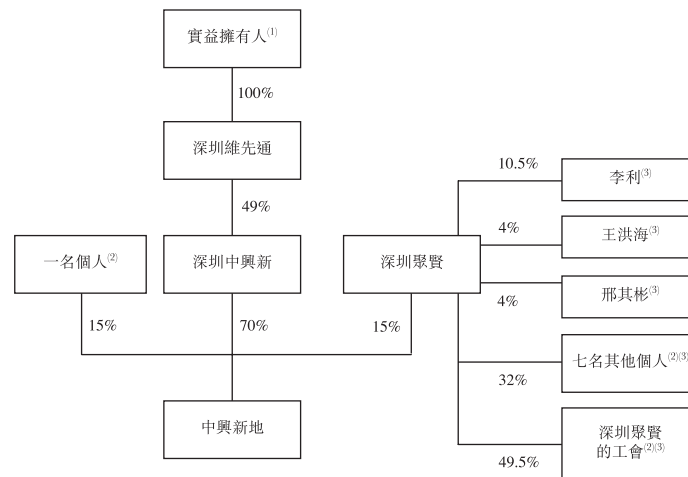 實益擁有人(1)
100%
深圳維先通
49%
一名個人(2)
深圳中興新
深圳聚賢
15%
70%
15%
中興新地
10.5%
李利(3)
4%
王洪海(3)
4%
邢其彬(3)
32%
七名其他個人(2)(3)
49.5%
深圳聚賢
的工會(2)(3)